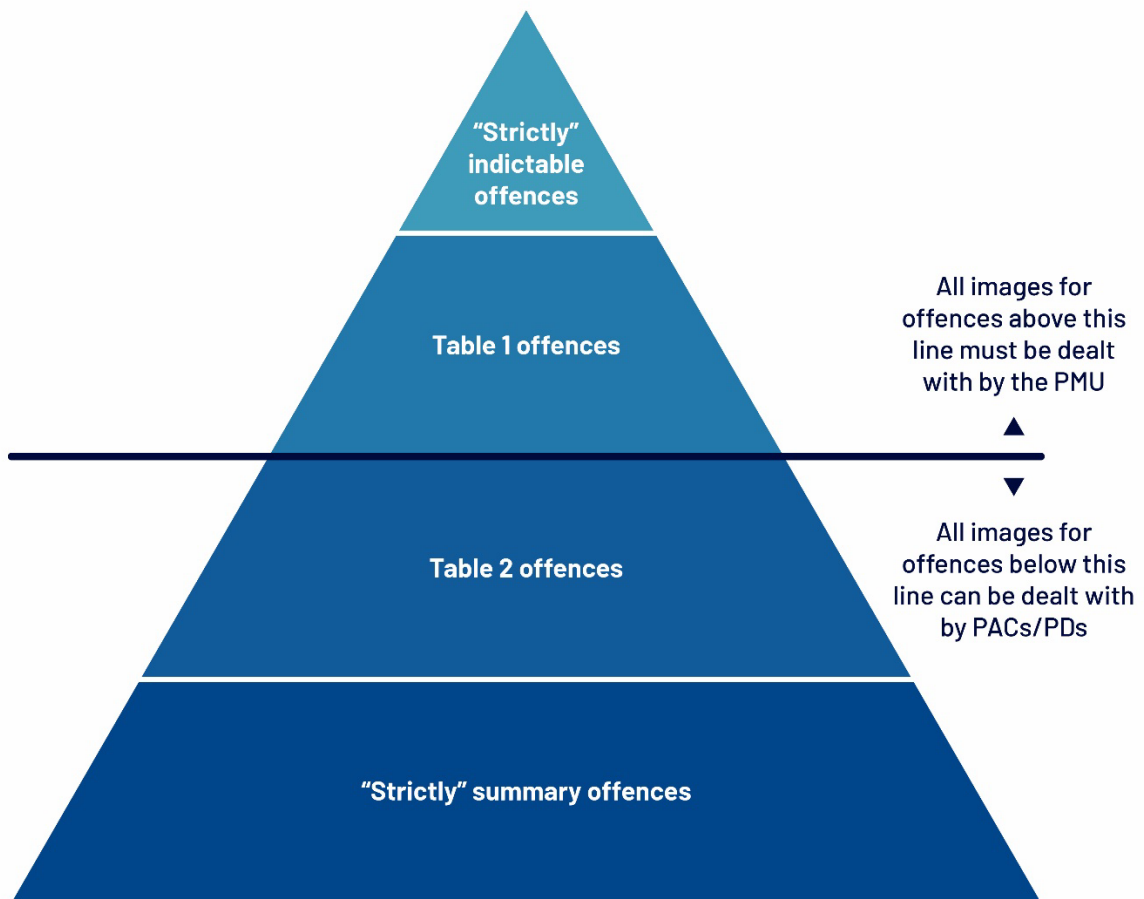 “Strictly”
indictable
offences
Table 1 offences
All images for
offences above this
line must be dealt
with by the PMU
▲
▼
All images for
offences below this
line can be dealt with
by PACs/PDs
Table 2 offences
“Strictly” summary offences